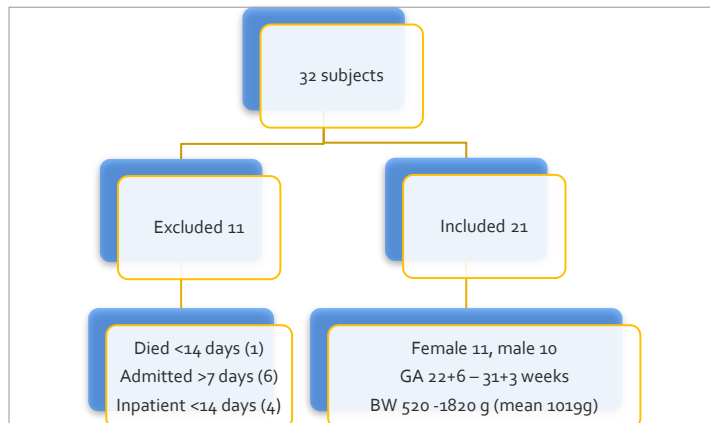 32 subjects
Excluded 11
Included 21
Died <14 days (1)
Admitted >7 days (6)
Inpatient <14 days (4)
Female 11, male 10
GA 22+6 – 31+3 weeks
BW 520 -1820 g (mean 1019g)